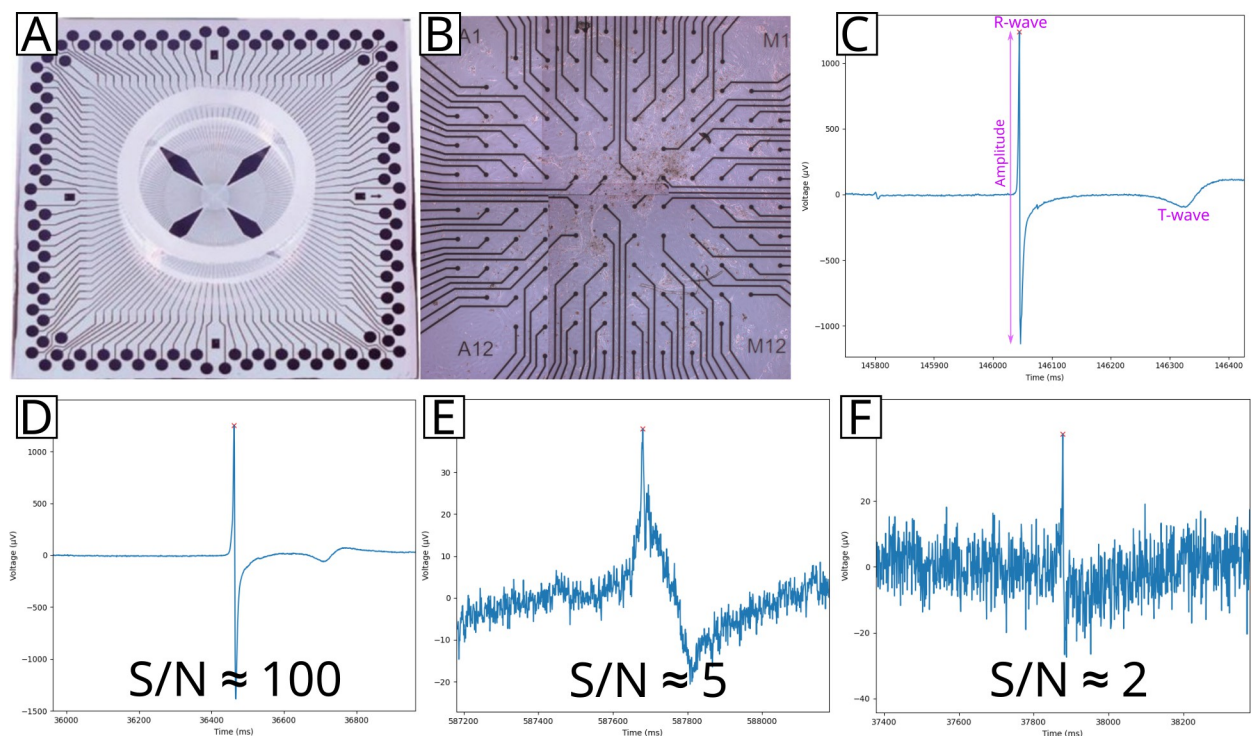 A
B
A1
M1
A12
M12
C
R-wave
Amplitude
T-wave
1000
500
0
−500
−1000
Voltage (μV)
145800 145900 146000 146100 146200 146300 146400
Time (ms)
D
1000
500
0
−500
−1000
−1500
Voltage (μV)
S/N ≈ 100
36000 36200 36400 36600 36800
Time (ms)
E
30
20
10
0
−10
−20
Voltage (μV)
S/N ≈ 5
587200 587400 587600 587800 588000
Time (ms)
F
20
0
−20
−40
Voltage (μV)
S/N ≈ 2
37400 37600 37800 38000 38200
Time (ms)